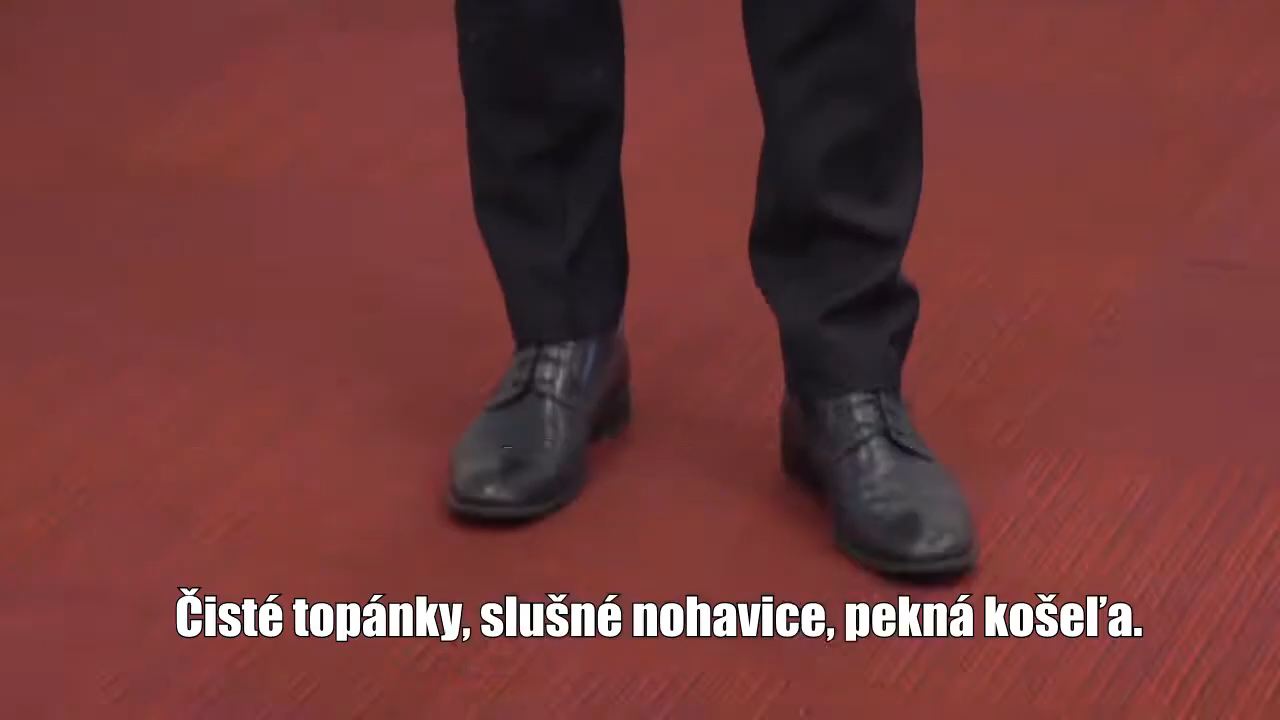 Čisté topánky, slušné nohavice, pekná košeľa.